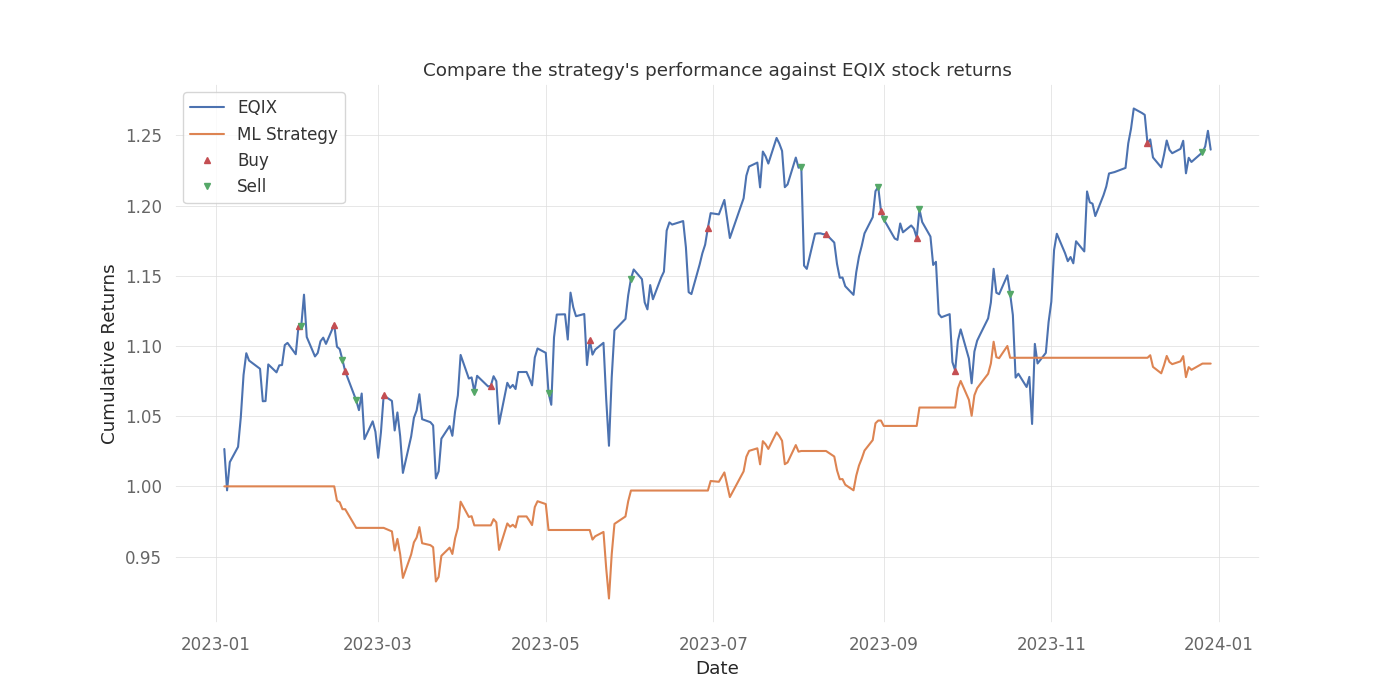 Compare the strategy's performance against EQIX stock returns
EQIX
ML Strategy
Buy
Sell
Cumulative Returns
1.25
1.20
1.15
1.10
1.05
1.00
0.95
2023-01
2023-03
2023-05
2023-07
2023-09
2023-11
2024-01
Date